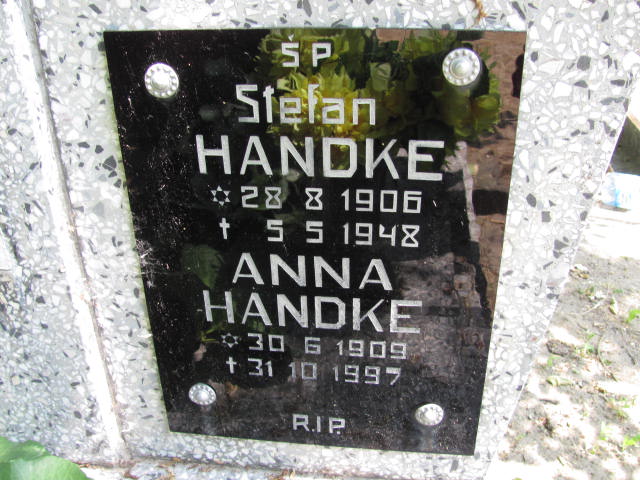 ŚP
Stefan
HANDKE
✡ 28 8 1906
† 5 5 1948
ANNA
HANDKE
✡ 30 6 1909
† 31 10 1997
R.I.P.